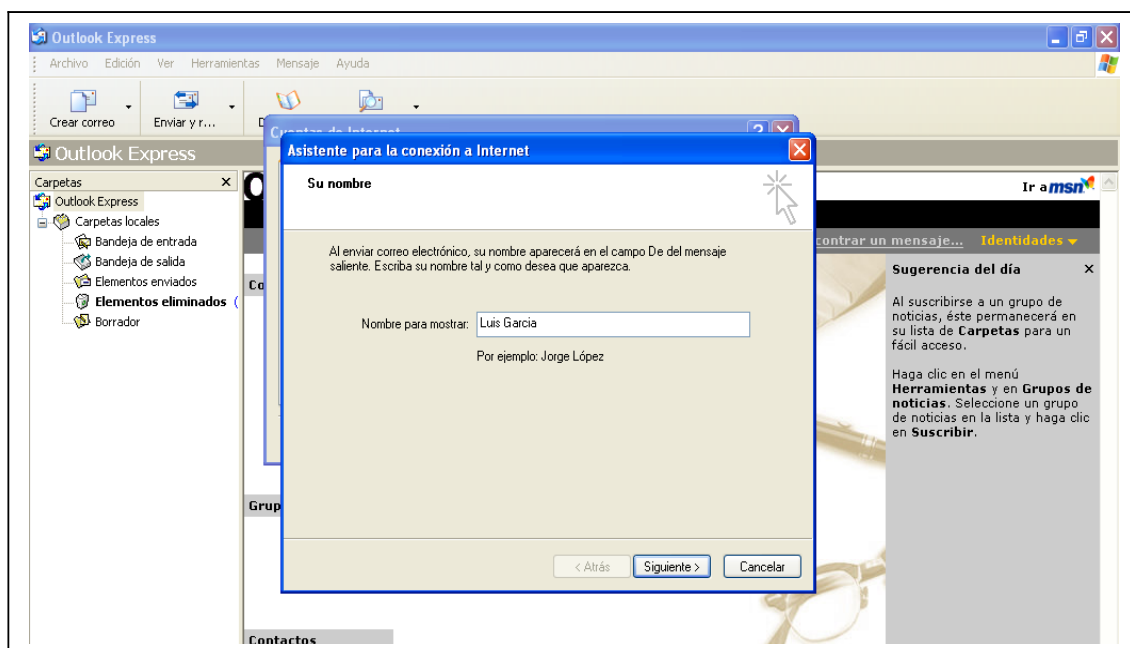 Outlook Express
Archivo Edición Ver Herramientas Mensaje Ayuda
Crear correo Enviar y r...
Cuentas de Internet
Outlook Express
Asistente para la conexión a Internet
Carpetas
Su nombre
Ir a msn
Outlook Express
Carpetas locales
Bandeja de entrada
Bandeja de salida
Elementos enviados
Elementos eliminados (
Borrador
contrar un mensaje... Identidades
Al enviar correo electrónico, su nombre aparecerá en el campo De del mensaje
saliente. Escriba su nombre tal y como desea que aparezca.
Nombre para mostrar: Luis Garcia
Por ejemplo: Jorge López
Sugerencia del día
Al suscribirse a un grupo de
noticias, éste permanecerá en
su lista de Carpetas para un
fácil acceso.
Haga clic en el menú
Herramientas y en Grupos de
noticias. Seleccione un grupo
de noticias en la lista y haga clic
en Suscribir.
Co
Grup
< Atrás Siguiente > Cancelar
Contactos